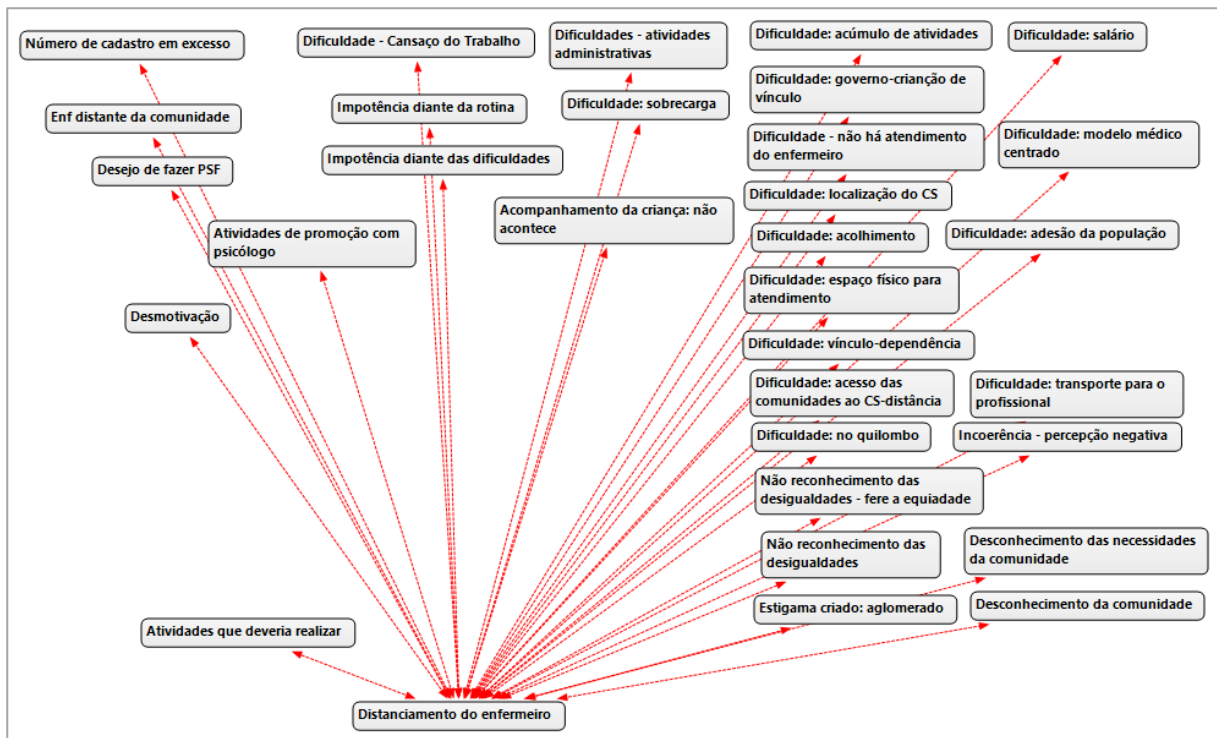 Número de cadastro em excesso
Dificuldade - Cansaço do Trabalho
Dificuldades - atividades
administrativas
Dificuldade: acúmulo de atividades
Dificuldade: salário
Enf distante da comunidade
Impotência diante da rotina
Dificuldade: sobrecarga
Dificuldade: governo-crianção de
vínculo
Desejo de fazer PSF
Impotência diante das dificuldades
Dificuldade - não há atendimento
do enfermeiro
Dificuldade: modelo médico
centrado
Atividades de promoção com
psicólogo
Acompanhamento da criança: não
acontece
Dificuldade: localização do CS
Dificuldade: acolhimento
Dificuldade: adesão da população
Desmotivação
Dificuldade: espaço físico para
atendimento
Dificuldade: vínculo-dependência
Dificuldade: acesso das
comunidades ao CS-distância
Dificuldade: transporte para o
profissional
Dificuldade: no quilombo
Incoerência - percepção negativa
Não reconhecimento das
desigualdades - fere a equiadade
Não reconhecimento das
desigualdades
Desconhecimento das necessidades
da comunidade
Estigama criado: aglomerado
Desconhecimento da comunidade
Atividades que deveria realizar
Distanciamento do enfermeiro